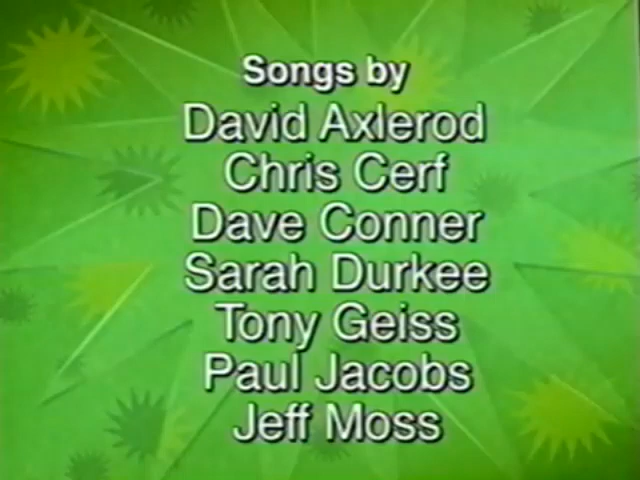 Songs by
David Axlerod
Chris Cerf
Dave Conner
Sarah Durkee
Tony Geiss
Paul Jacobs
Jeff Moss